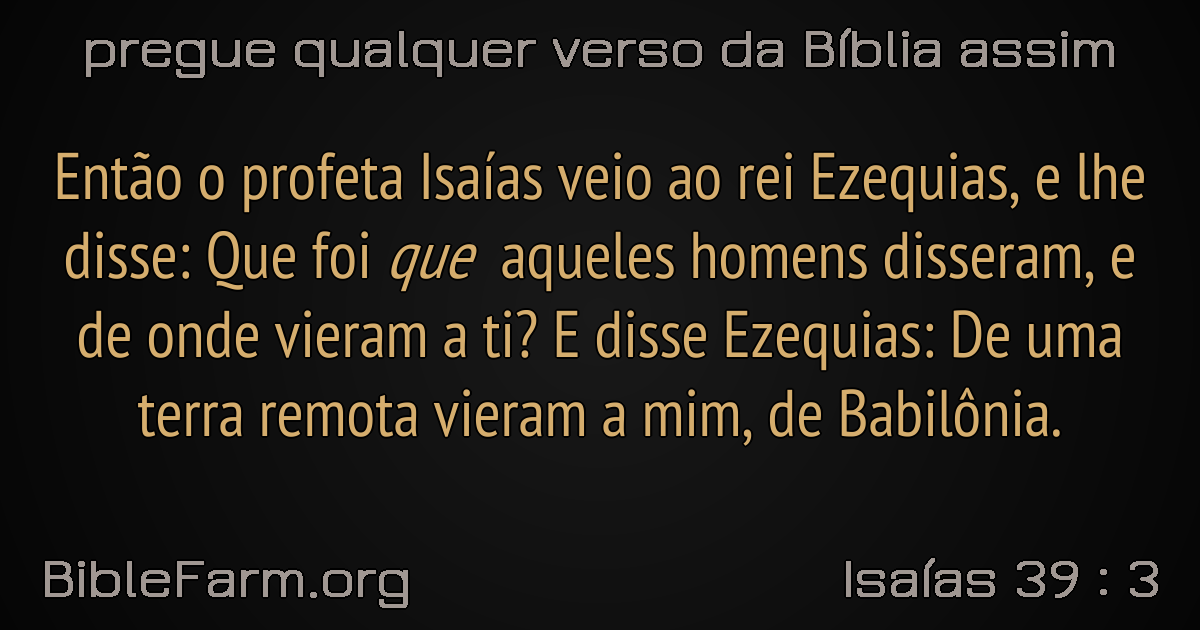 pregue qualquer verso da Bíblia assim
Então o profeta Isaías veio ao rei Ezequias, e lhe
disse: Que foi que aqueles homens disseram, e
de onde vieram a ti? E disse Ezequias: De uma
terra remota vieram a mim, de Babilônia.
BibleFarm.org
Isaías 39 : 3